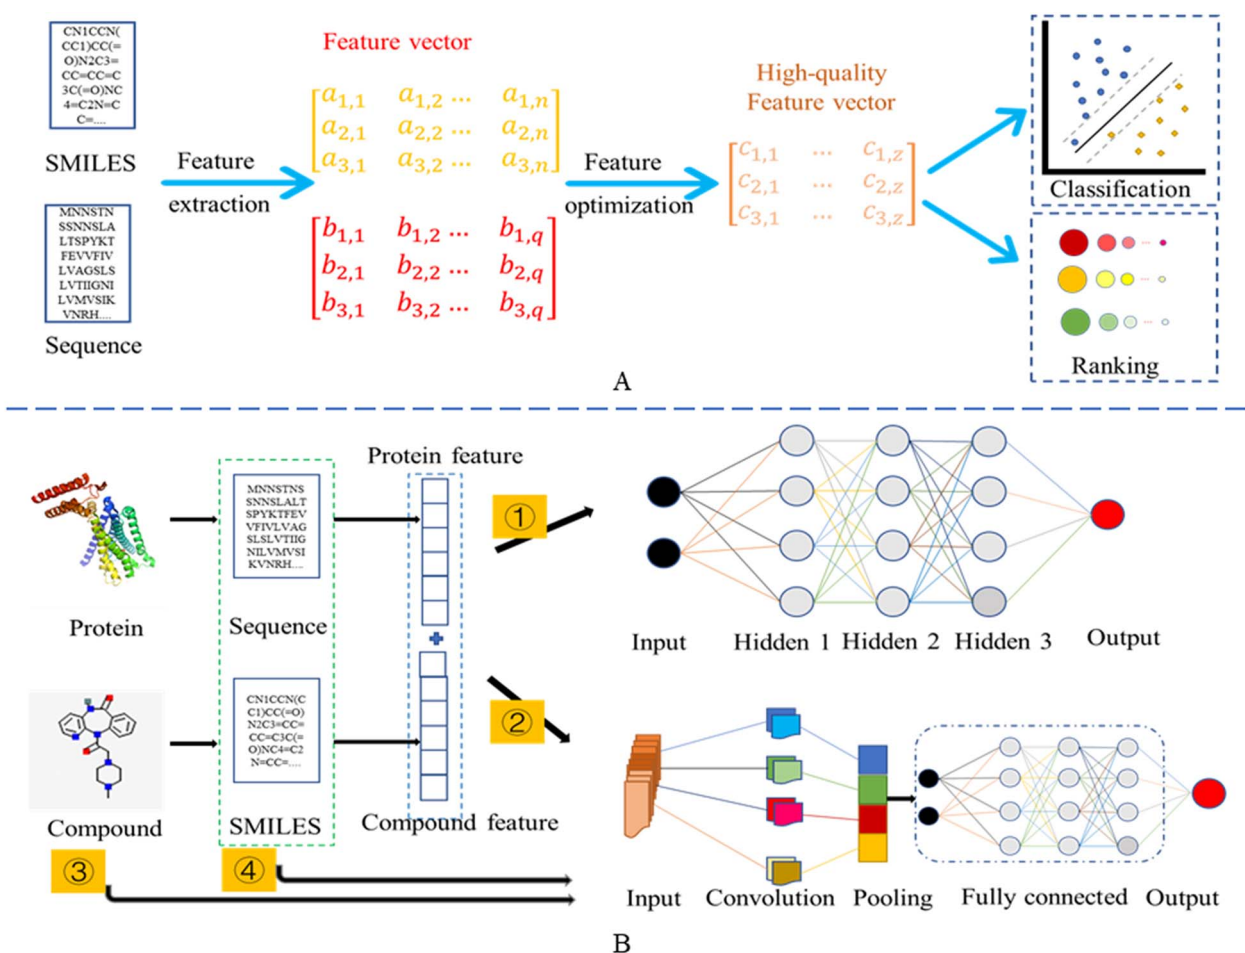 CN1CCN(
CC1)CC(=
O)N2C3=
CC=CC=C
3C(=O)NC
4=C2N=C
C=....
SMILES
MNNSTN
SSNNSLA
LTSPYKT
FEVVFIV
LVAGSLS
LVTIIGNI
LVMVSIK
VNRH....
Sequence
Feature
extraction
Feature vector
a1,1 a1,2 ... a1,n
a2,1 a2,2 ... a2,n
a3,1 a3,2 ... a3,n
b1,1 b1,2 ... b1,q
b2,1 b2,2 ... b2,q
b3,1 b3,2 ... b3,q
Feature
optimization
High-quality
Feature vector
c1,1 ... c1,z
c2,1 ... c2,z
c3,1 ... c3,z
Classification
...
...
...
Ranking
A
Protein
MNNSTNS
SNNSLALT
SPYKTFEV
VFIVLVAG
SLSLVTIIG
NILVMVSI
KVNRH....
Sequence
Protein feature
+
①
Input Hidden 1 Hidden 2 Hidden 3 Output
Compound
CN1CCN(C
C1)CC(=O)
N2C3=CC=
CC=C3C(=
O)NC4=C2
N=CC=....
SMILES
Compound feature
②
③
④
Input Convolution Pooling Fully connected Output
B